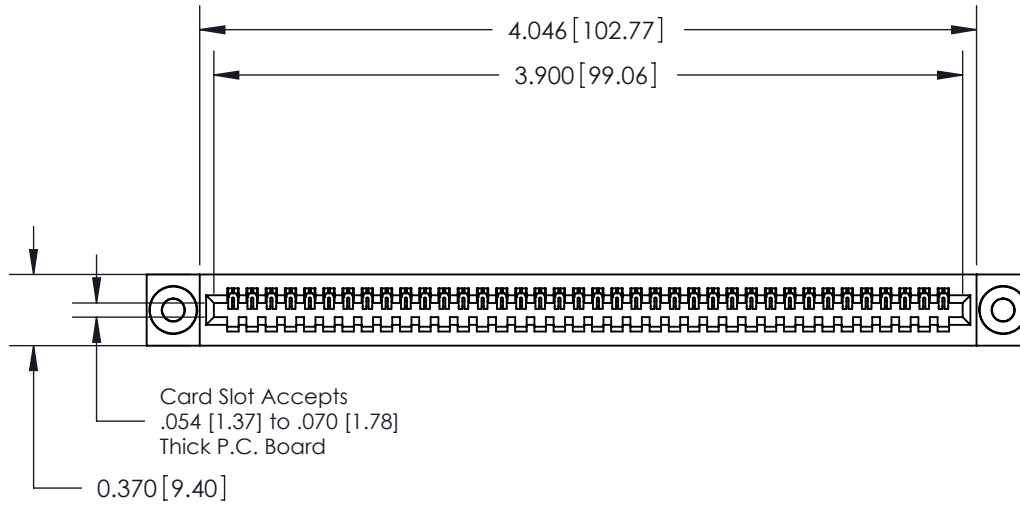 4.046[102.77]
3.900[99.06]
Card Slot Accepts
.054 [1.37] to .070 [1.78]
Thick P.C. Board
0.370[9.40]